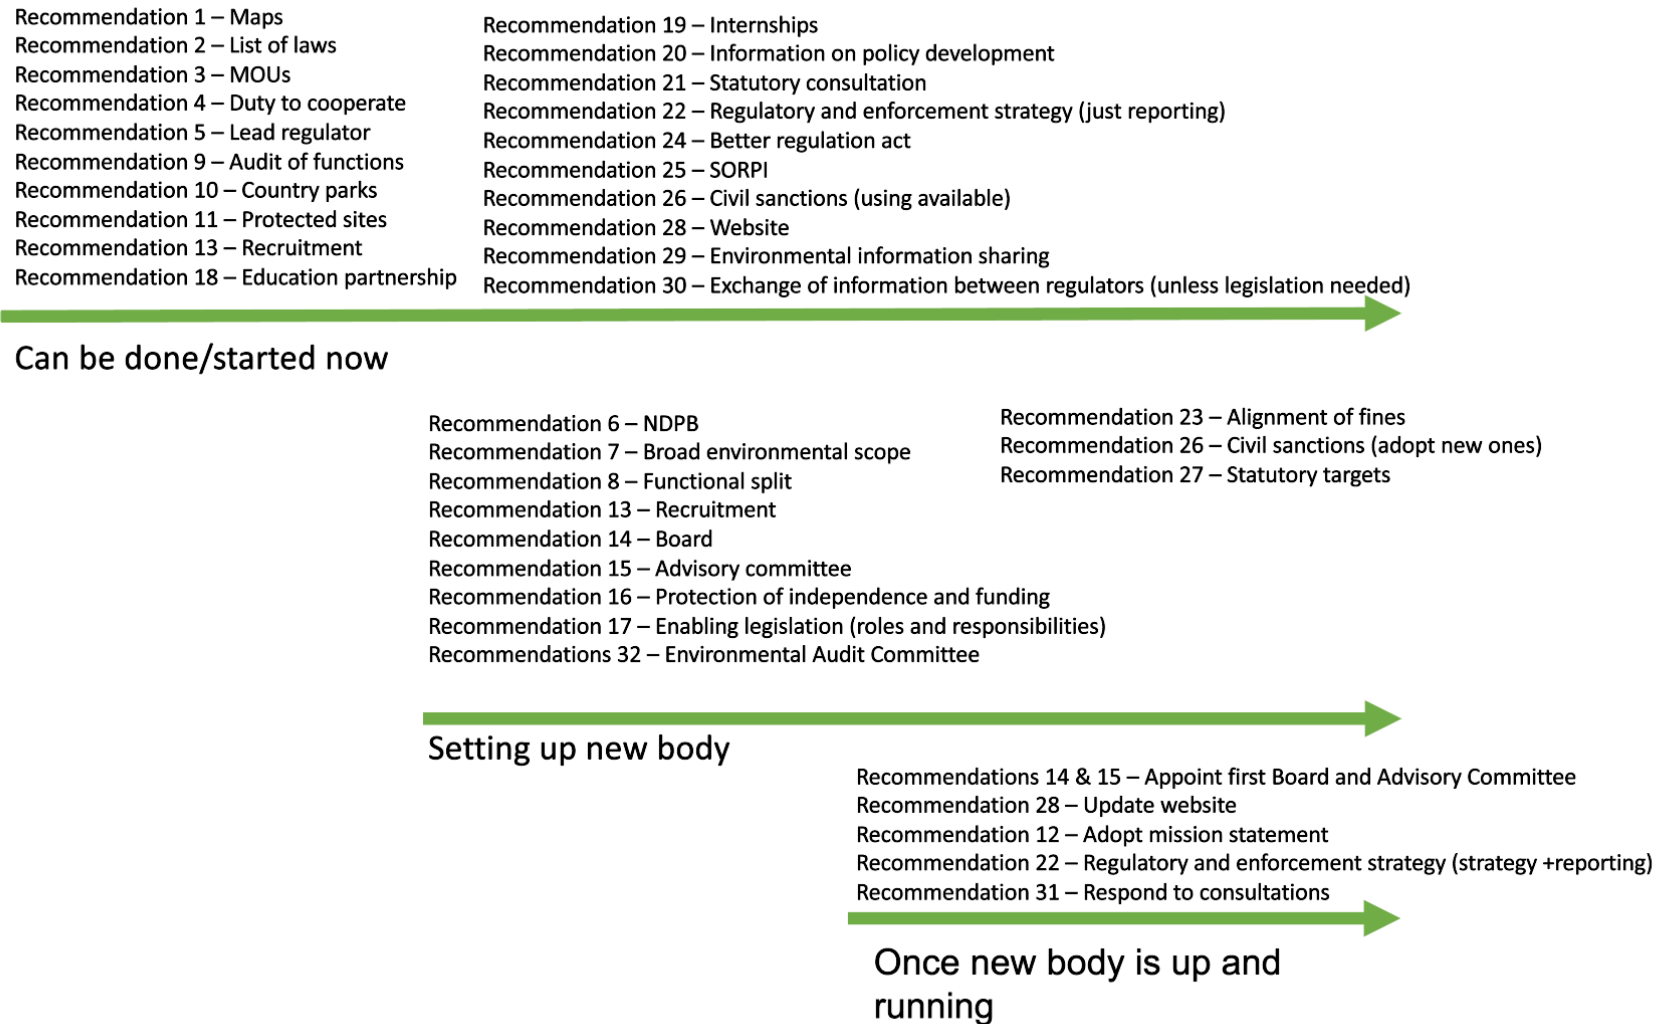 Recommendation 1 – Maps
Recommendation 2 – List of laws
Recommendation 3 – MOUs
Recommendation 4 – Duty to cooperate
Recommendation 5 – Lead regulator
Recommendation 9 – Audit of functions
Recommendation 10 – Country parks
Recommendation 11 – Protected sites
Recommendation 13 – Recruitment
Recommendation 18 – Education partnership
Recommendation 19 – Internships
Recommendation 20 – Information on policy development
Recommendation 21 – Statutory consultation
Recommendation 22 – Regulatory and enforcement strategy (just reporting)
Recommendation 24 – Better regulation act
Recommendation 25 – SORPI
Recommendation 26 – Civil sanctions (using available)
Recommendation 28 – Website
Recommendation 29 – Environmental information sharing
Recommendation 30 – Exchange of information between regulators (unless legislation needed)
Can be done/started now
Recommendation 6 – NDPB
Recommendation 7 – Broad environmental scope
Recommendation 8 – Functional split
Recommendation 13 – Recruitment
Recommendation 14 – Board
Recommendation 15 – Advisory committee
Recommendation 16 – Protection of independence and funding
Recommendation 17 – Enabling legislation (roles and responsibilities)
Recommendations 32 – Environmental Audit Committee
Recommendation 23 – Alignment of fines
Recommendation 26 – Civil sanctions (adopt new ones)
Recommendation 27 – Statutory targets
Setting up new body
Recommendations 14 & 15 – Appoint first Board and Advisory Committee
Recommendation 28 – Update website
Recommendation 12 – Adopt mission statement
Recommendation 22 – Regulatory and enforcement strategy (strategy +reporting)
Recommendation 31 – Respond to consultations
Once new body is up and
running